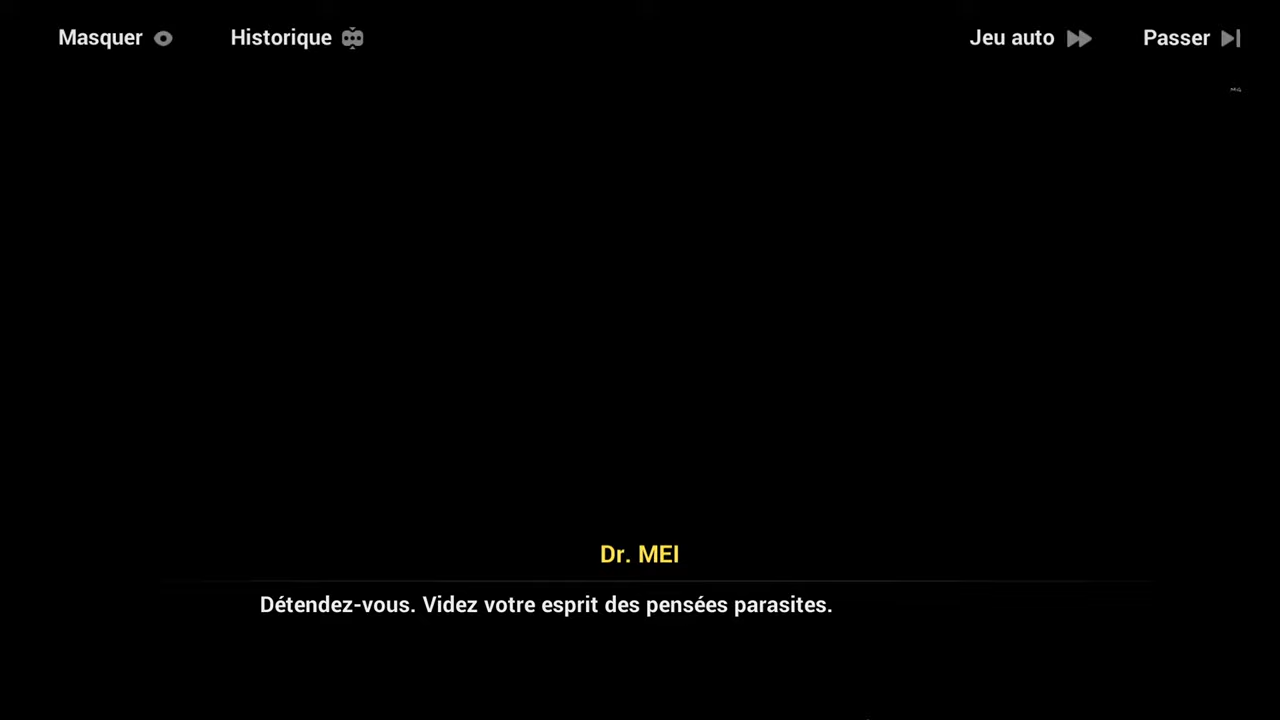 Masquer Historique Jeu auto Passer
Dr. MEI
Détendez-vous. Videz votre esprit des pensées parasites.